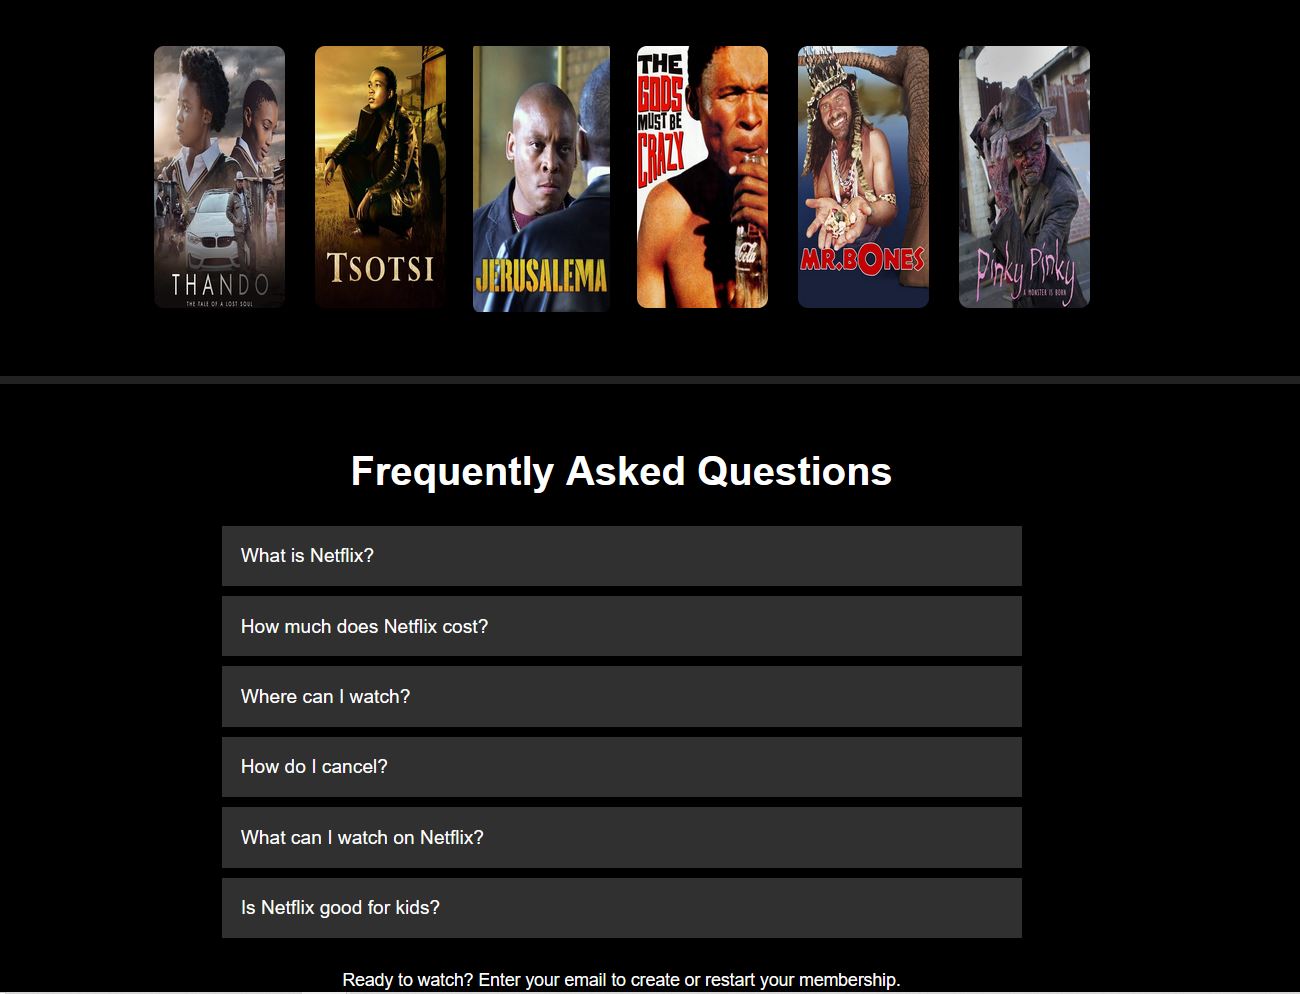 THANDO
THE TALE OF A LOST SOUL
TSOTSI
JERUSALEMA
THE
GODS
MUST BE
CRAZY
Coca-Cola
MR.BONES
Pinky Pinky
A MONSTER IS BORN
Frequently Asked Questions
What is Netflix?
How much does Netflix cost?
Where can I watch?
How do I cancel?
What can I watch on Netflix?
Is Netflix good for kids?
Ready to watch? Enter your email to create or restart your membership.